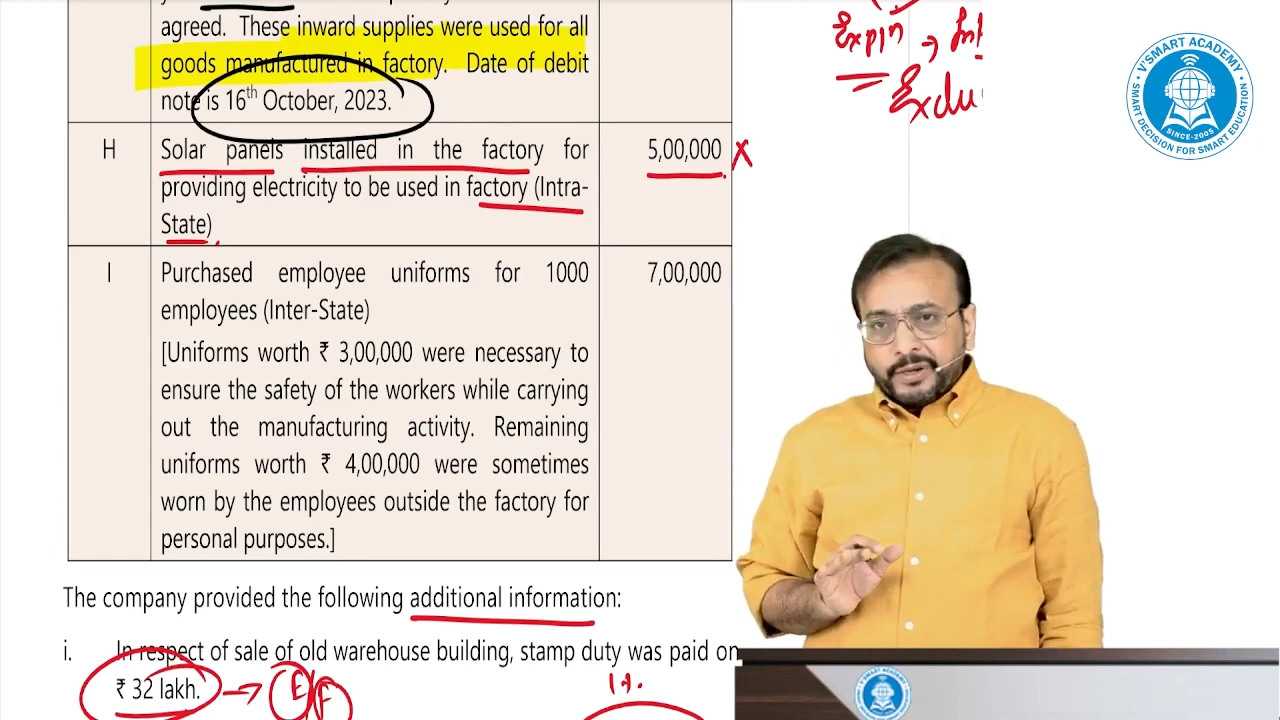 agreed. These inward supplies were used for all
goods manufactured in factory. Date of debit
note is 16th October, 2023.
H Solar panels installed in the factory for 5,00,000 X
providing electricity to be used in factory (Intra-
State)
I Purchased employee uniforms for 1000 7,00,000
employees (Inter-State)
[Uniforms worth ₹ 3,00,000 were necessary to
ensure the safety of the workers while carrying
out the manufacturing activity. Remaining
uniforms worth ₹ 4,00,000 were sometimes
worn by the employees outside the factory for
personal purposes.]
The company provided the following additional information:
i. In respect of sale of old warehouse building, stamp duty was paid on
₹ 32 lakh. → E/F
Exclu
V'SMART ACADEMY
SINCE-2005
SMART DECISION FOR SMART EDUCATION